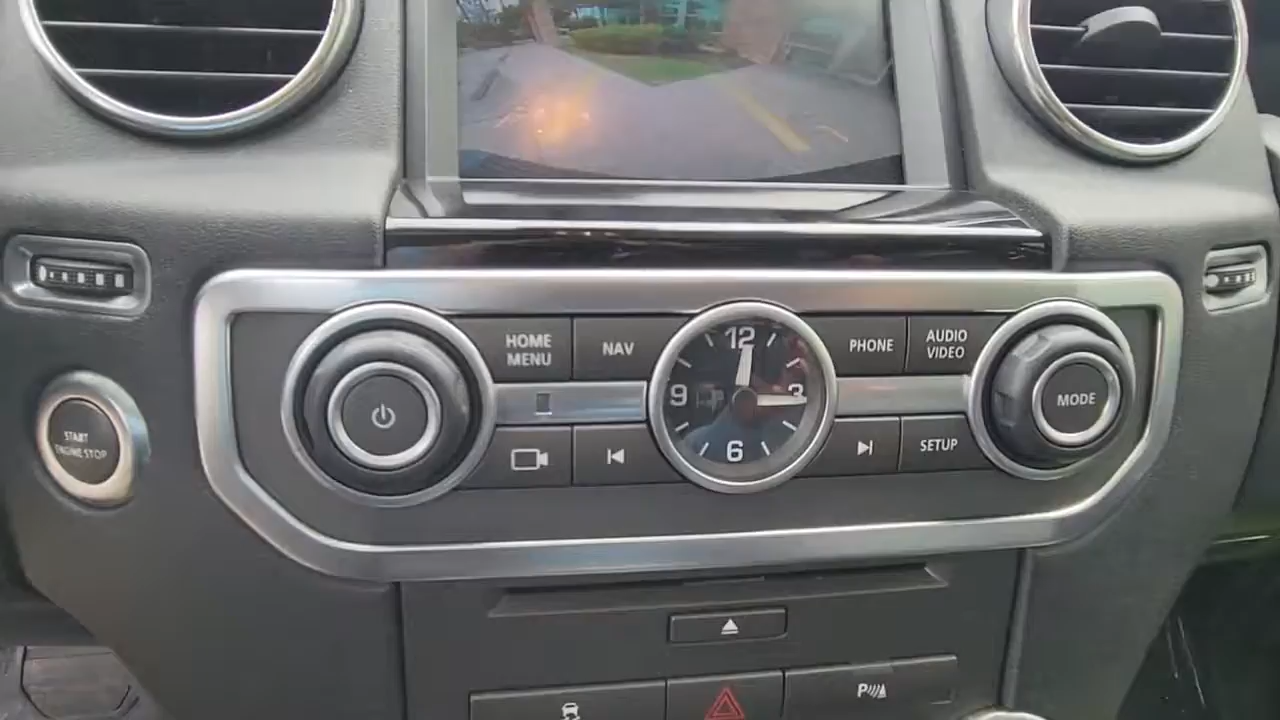 HOME
MENU
NAV
12
3
6
9
PHONE
AUDIO
VIDEO
MODE
SETUP
START
ENGINE STOP
P